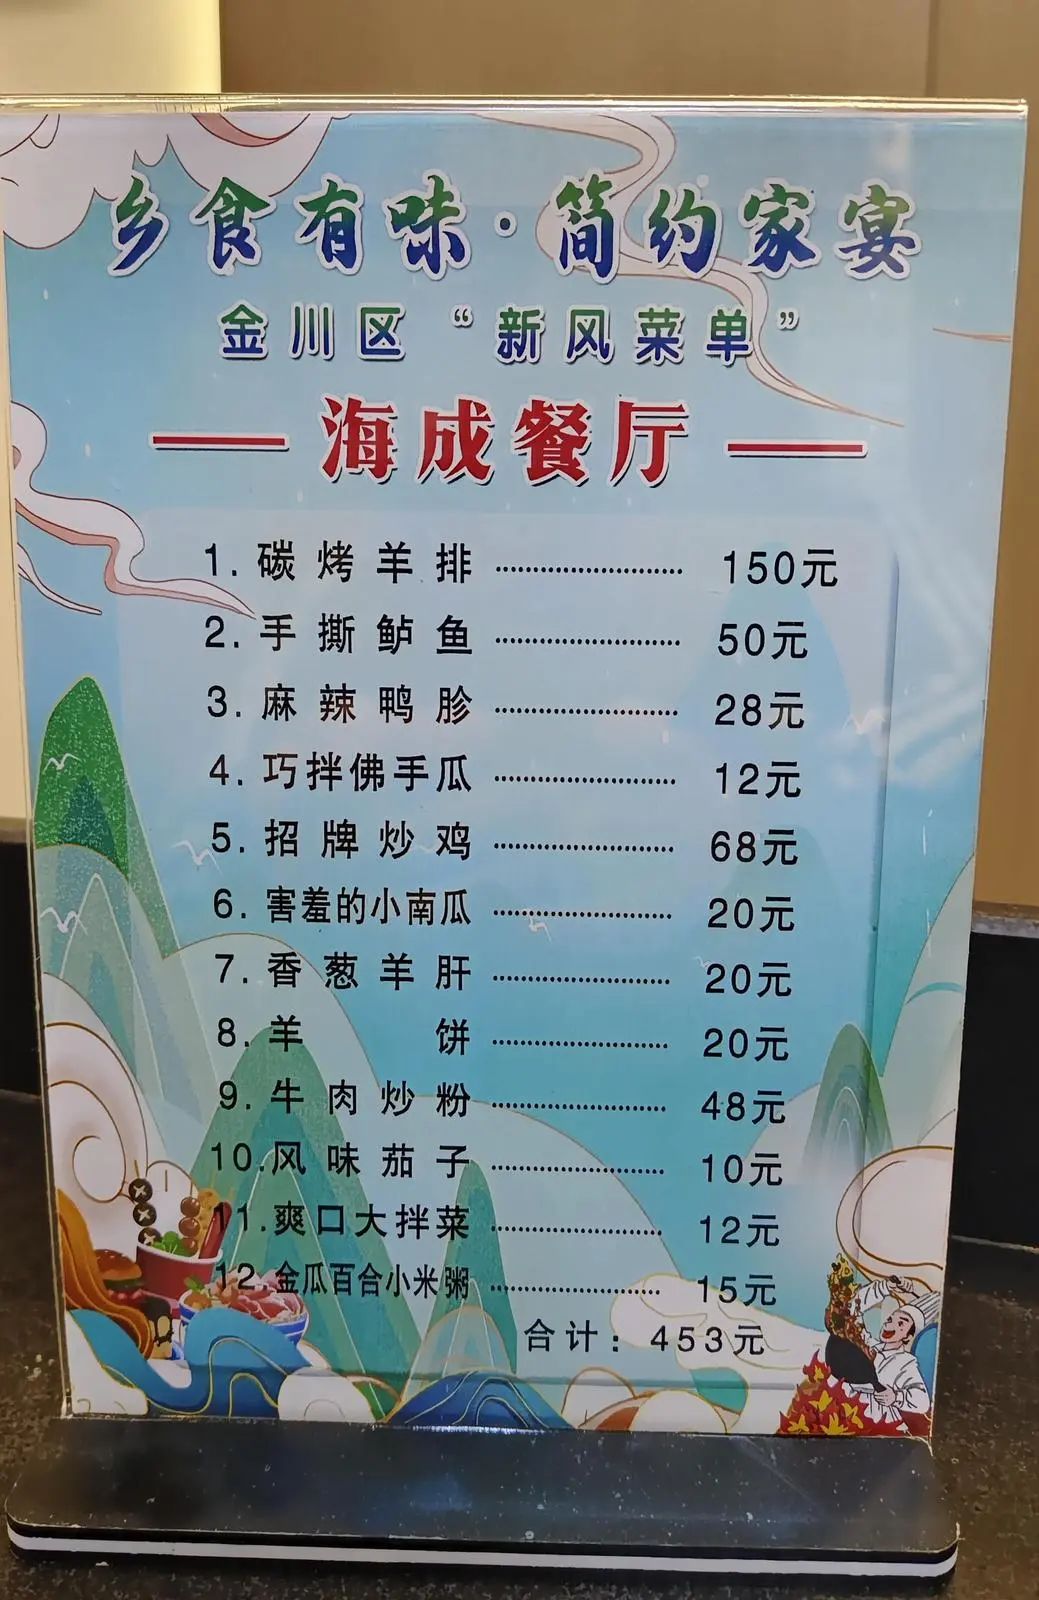 乡食有味·简约家宴
金川区“新风菜单”
海成餐厅
1.碳烤羊排........................150元
2.手撕鲈鱼........................50元
3.麻辣鸭胗........................28元
4.巧拌佛手瓜........................12元
5.招牌炒鸡........................68元
6.害羞的小南瓜........................20元
7.香葱羊肝........................20元
8.羊 饼........................20元
9.牛肉炒粉........................48元
10.风味茄子........................10元
11.爽口大拌菜........................12元
12.金瓜百合小米粥........................15元
合计：453元